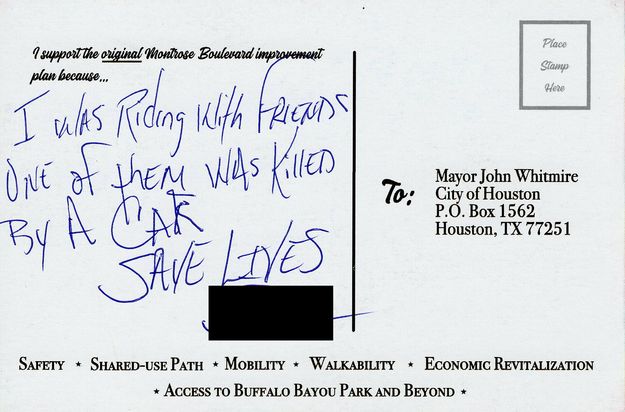 I support the original Montrose Boulevard improvement
plan because...
I WAS Riding With FRIENDS
ONE of them WAS KILLED
BY A CAR
SAVE LIVES
Place
Stamp
Here
To:
Mayor John Whitmire
City of Houston
P.O. Box 1562
Houston, TX 77251
SAFETY ⋆ SHARED-USE PATH ⋆ MOBILITY ⋆ WALKABILITY ⋆ ECONOMIC REVITALIZATION
⋆ ACCESS TO BUFFALO BAYOU PARK AND BEYOND ⋆